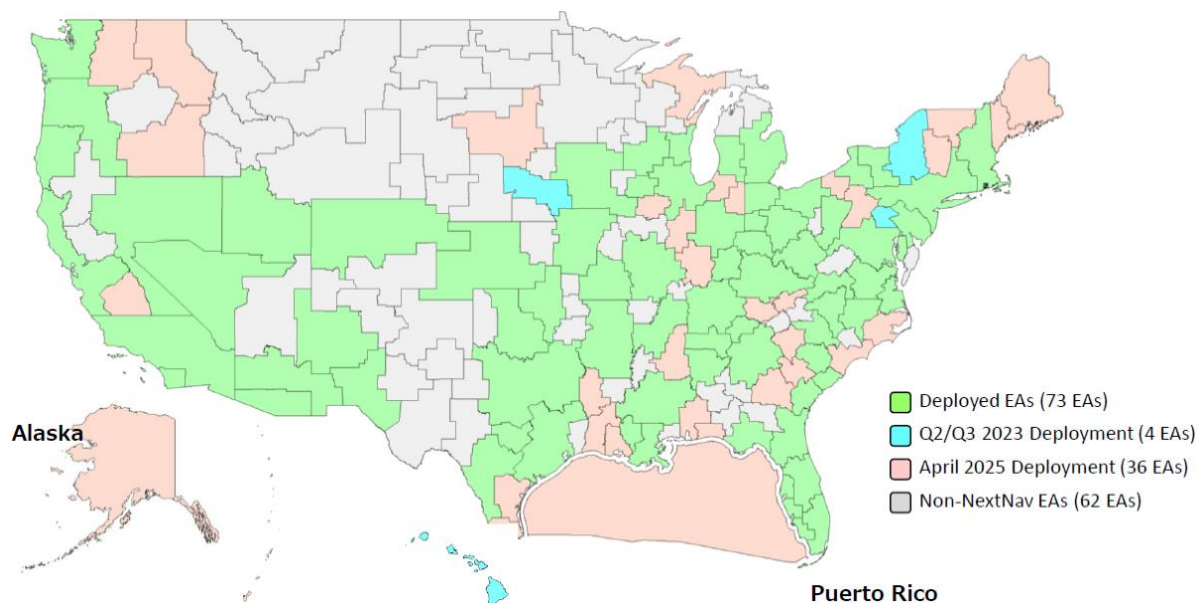 Alaska
Deployed EAs (73 EAs)
Q2/Q3 2023 Deployment (4 EAs)
April 2025 Deployment (36 EAs)
Non-NextNav EAs (62 EAs)
Puerto Rico